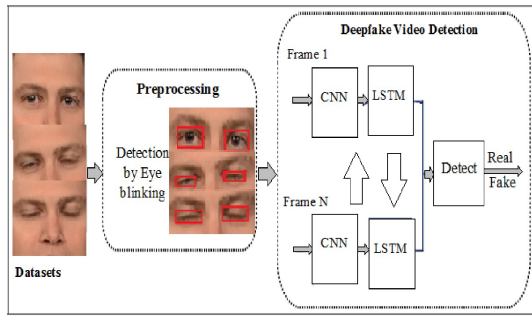 Datasets
Preprocessing
Detection
by Eye
blinking
Deepfake Video Detection
Frame 1
CNN
LSTM
Frame N
CNN
LSTM
Detect
Real
Fake